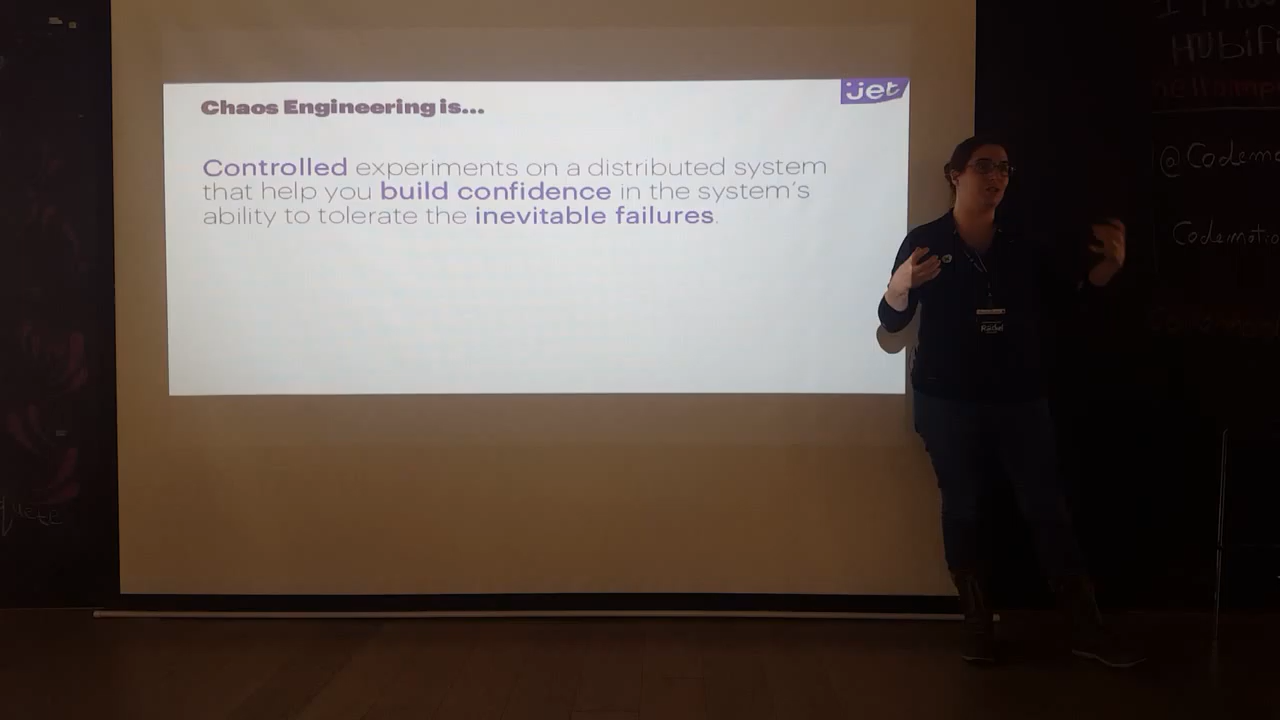 Chaos Engineering is...
jet
Controlled experiments on a distributed system
that help you build confidence in the system's
ability to tolerate the inevitable failures.
Rachel
@Codemo
Codemotio